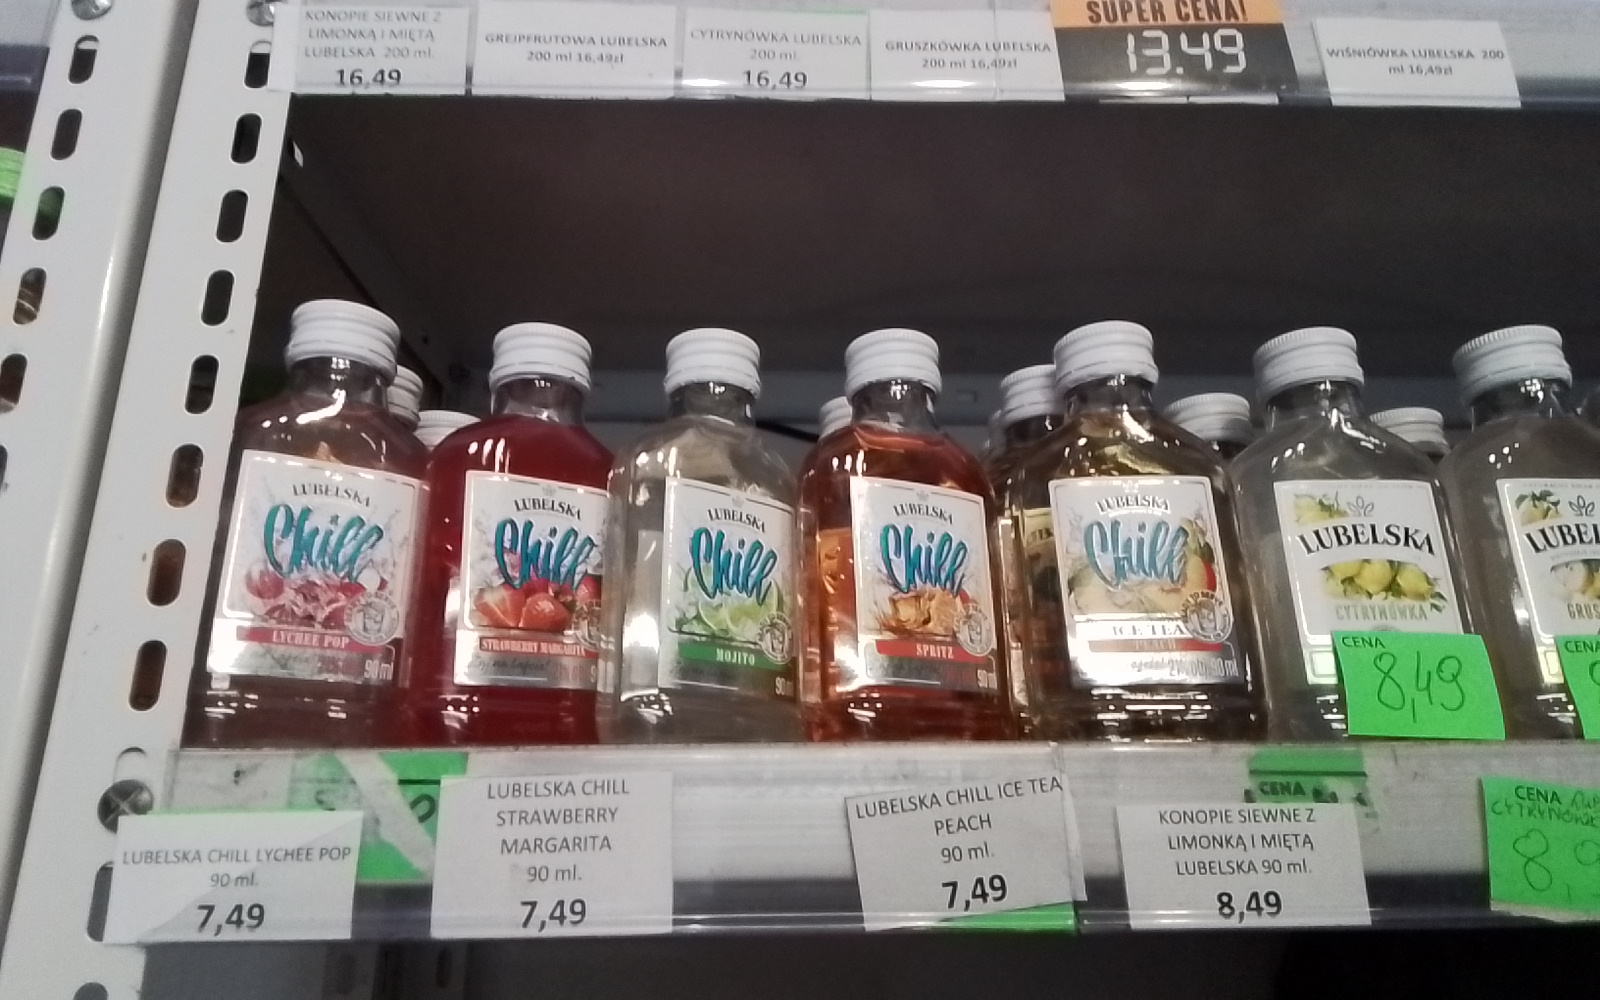 KONOPIE SIEWNE Z
LIMONKĄ I MIĘTĄ
LUBELSKA 200 ml.
16,49
GREJPFRUTOWA LUBELSKA
200 ml 16,49zł
CYTRYNÓWKA LUBELSKA
200 ml.
16,49
GRUSZKÓWKA LUBELSKA
200 ml 16,49zł
SUPER CENA!
13.49
WIŚNIÓWKA LUBELSKA 200
ml 16,49zł
LUBELSKA
Chill
LYCHEE POP
90 ml
LUBELSKA
Chill
STRAWBERRY MARGARITA
LUBELSKA
Chill
MOJITO
90 ml
LUBELSKA
Chill
SPRITZ
90 ml
LUBELSKA
Chill
ICE TEA
PEACH
LUBELSKA
CYTRYNÓWKA
CENA
8,49
LUBEL
GRUS
CENA
LUBELSKA CHILL LYCHEE POP
90 ml.
7,49
LUBELSKA CHILL
STRAWBERRY
MARGARITA
90 ml.
7,49
LUBELSKA CHILL ICE TEA
PEACH
90 ml.
7,49
CENA
KONOPIE SIEWNE Z
LIMONKĄ I MIĘTĄ
LUBELSKA 90 ml.
8,49
CENA